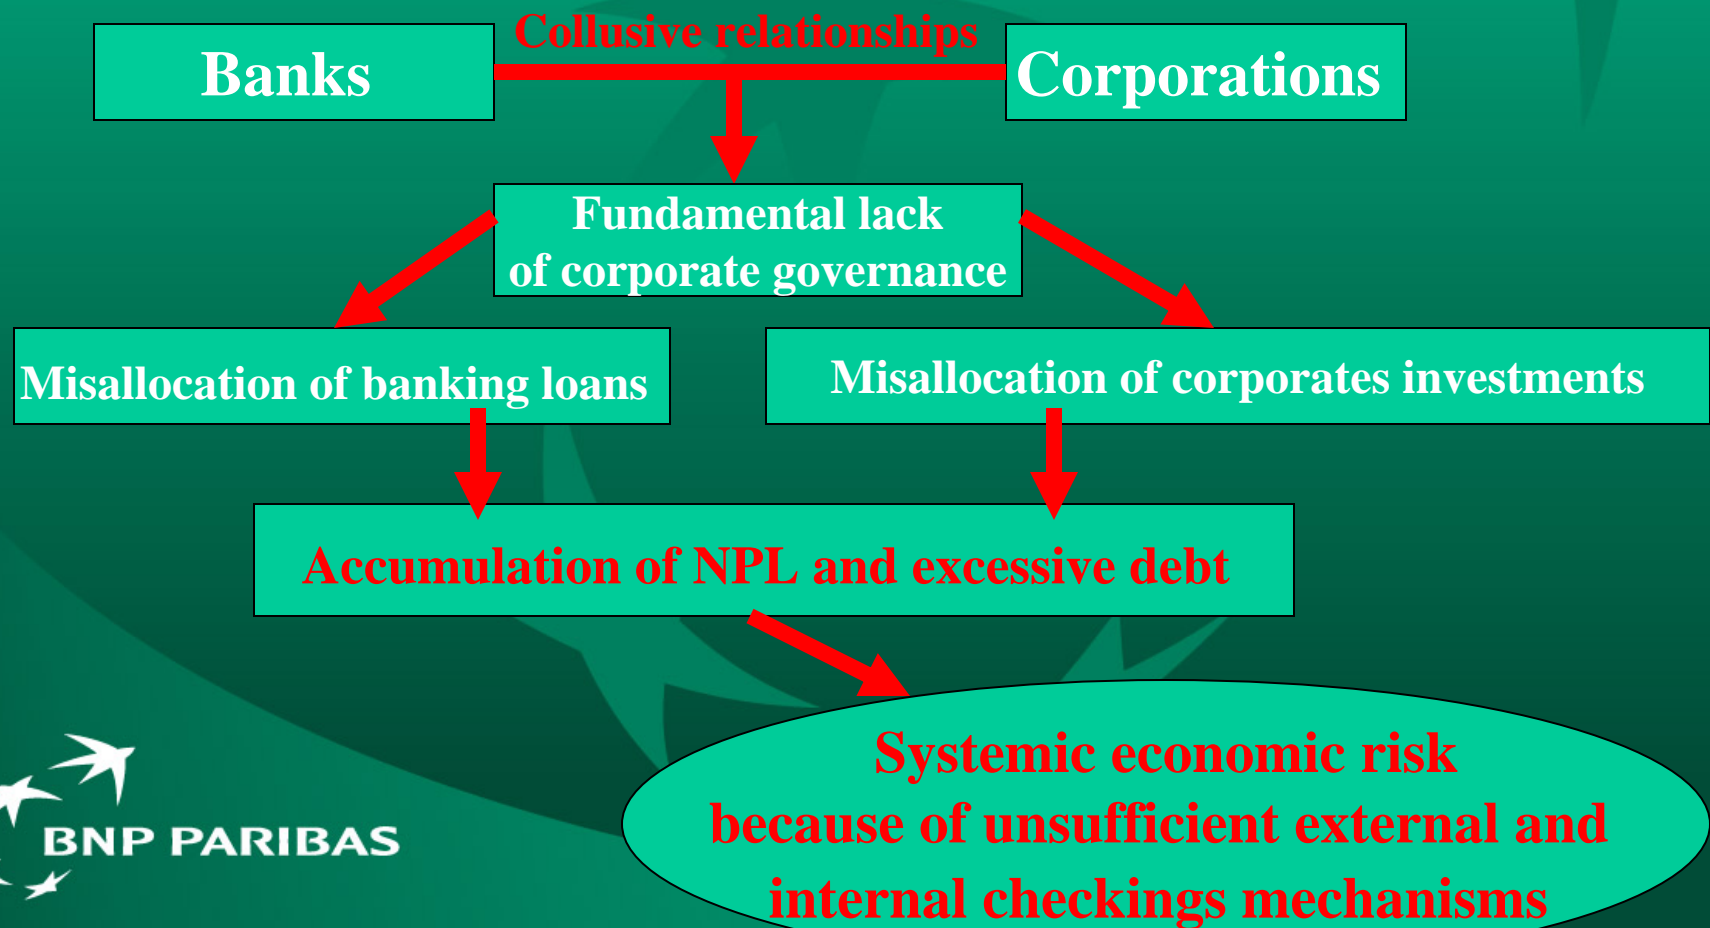 Collusive relationships
Banks
Corporations
Fundamental lack
of corporate governance
Misallocation of banking loans
Misallocation of corporates investments
Accumulation of NPL and excessive debt
Systemic economic risk
because of unsufficient external and
internal checkings mechanisms
BNP PARIBAS